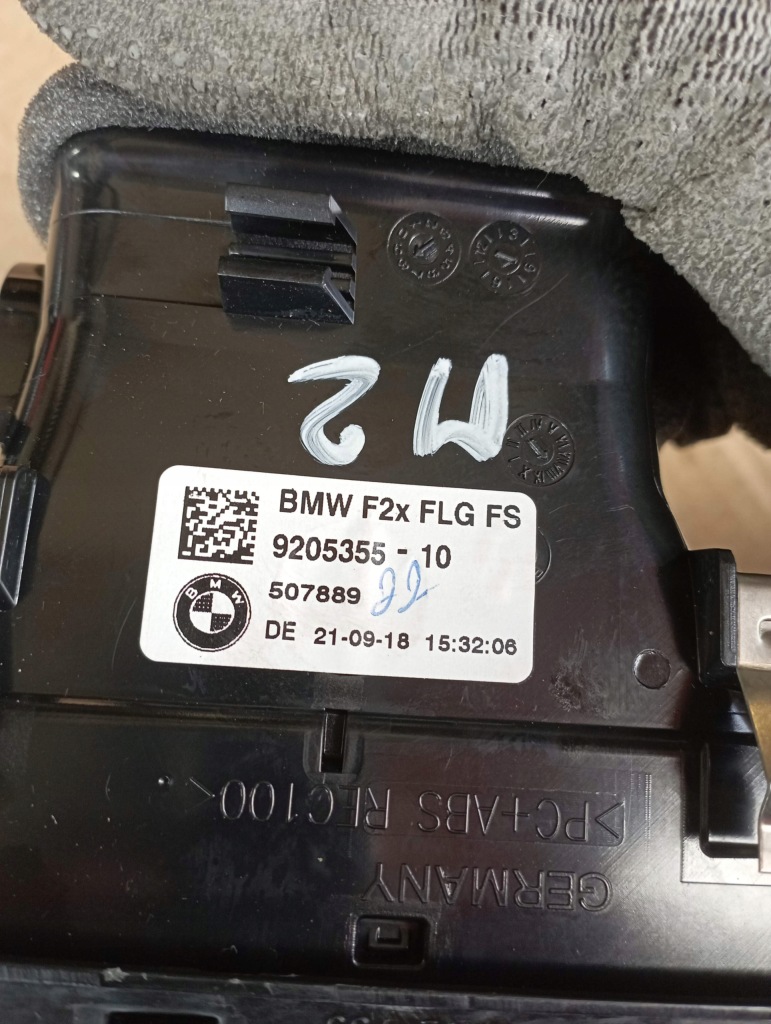 M2
BMW F2x FLG FS
9205355 - 10
507889
BMW
DE 21-09-18 15:32:06
>PC+ABS REC100<
GERMANY